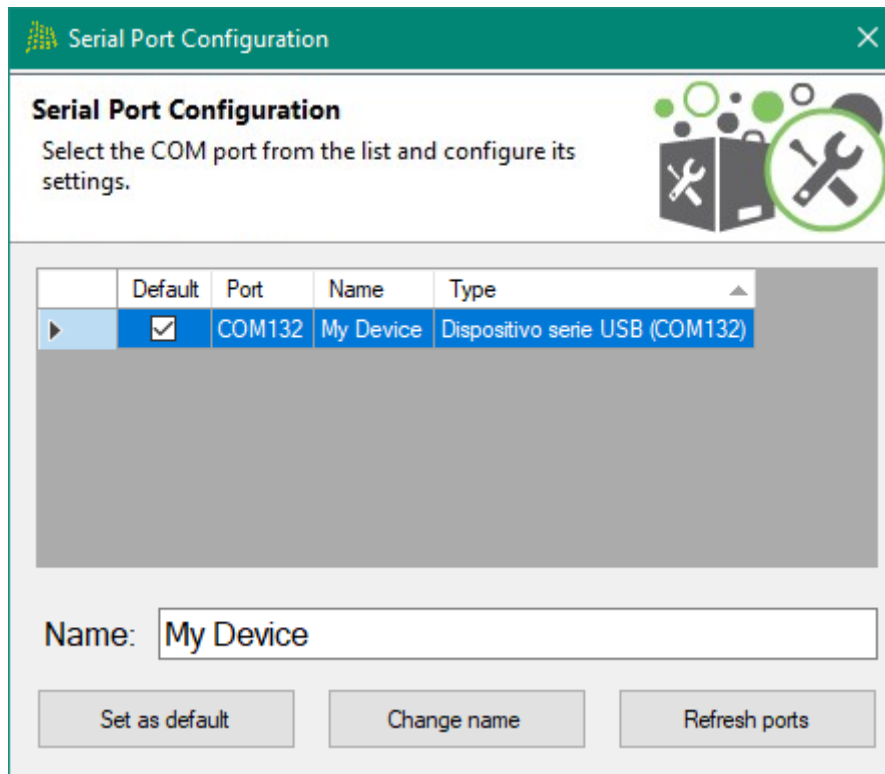 Serial Port Configuration
Serial Port Configuration
Select the COM port from the list and configure its
settings.
Default Port Name Type
COM132 My Device Dispositivo serie USB (COM132)
Name: My Device
Set as default Change name Refresh ports